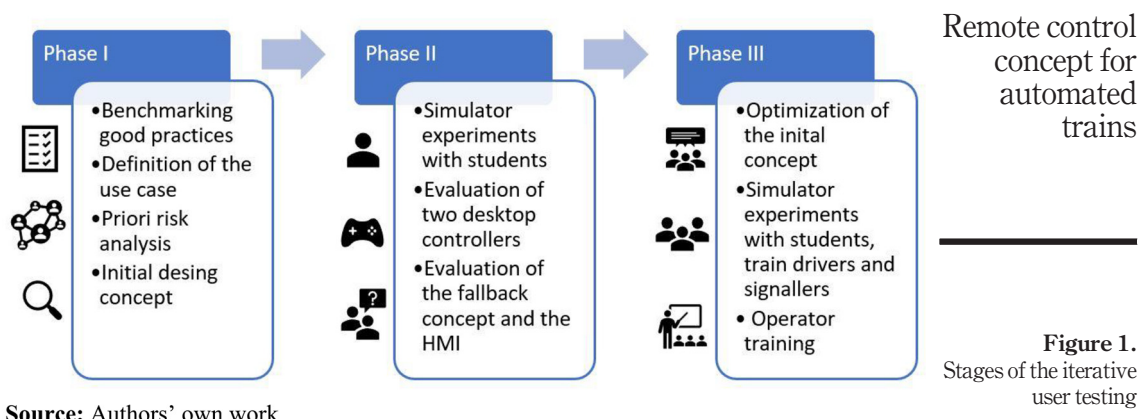 Phase I
•Benchmarking
good practices
•Definition of the
use case
•Priori risk
analysis
•Initial desing
concept
Phase II
•Simulator
experiments
with students
•Evaluation of
two desktop
controllers
•Evaluation of
the fallback
concept and the
HMI
?
Phase III
•Optimization of
the inital
concept
•Simulator
experiments
with students,
train drivers and
signallers
• Operator
training
Remote control
concept for
automated
trains
Figure 1.
Stages of the iterative
user testing
Source: Authors' own work